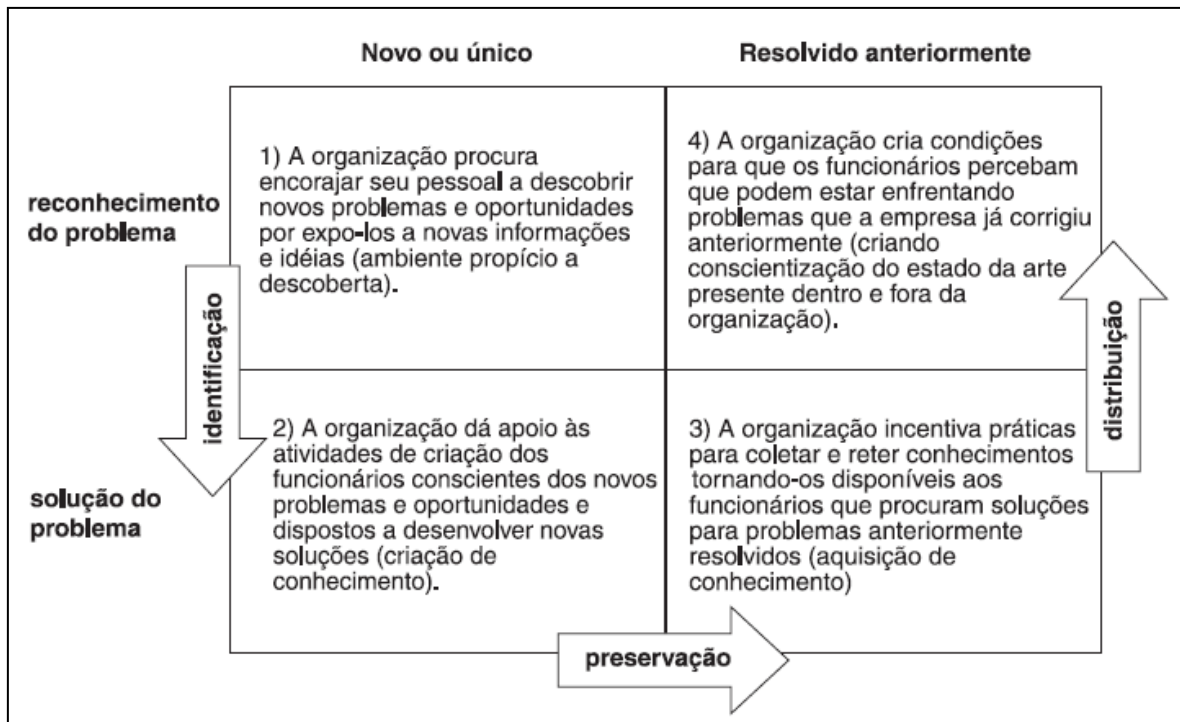 Novo ou único
Resolvido anteriormente
reconhecimento
do problema
1) A organização procura
encorajar seu pessoal a descobrir
novos problemas e oportunidades
por expo-los a novas informações
e idéias (ambiente propício a
descoberta).
4) A organização cria condições
para que os funcionários percebam
que podem estar enfrentando
problemas que a empresa já corrigiu
anteriormente (criando
conscientização do estado da arte
presente dentro e fora da
organização).
identificação
distribuição
solução do
problema
2) A organização dá apoio às
atividades de criação dos
funcionários conscientes dos novos
problemas e oportunidades e
dispostos a desenvolver novas
soluções (criação de
conhecimento).
3) A organização incentiva práticas
para coletar e reter conhecimentos
tornando-os disponíveis aos
funcionários que procuram soluções
para problemas anteriormente
resolvidos (aquisição de
conhecimento)
preservação